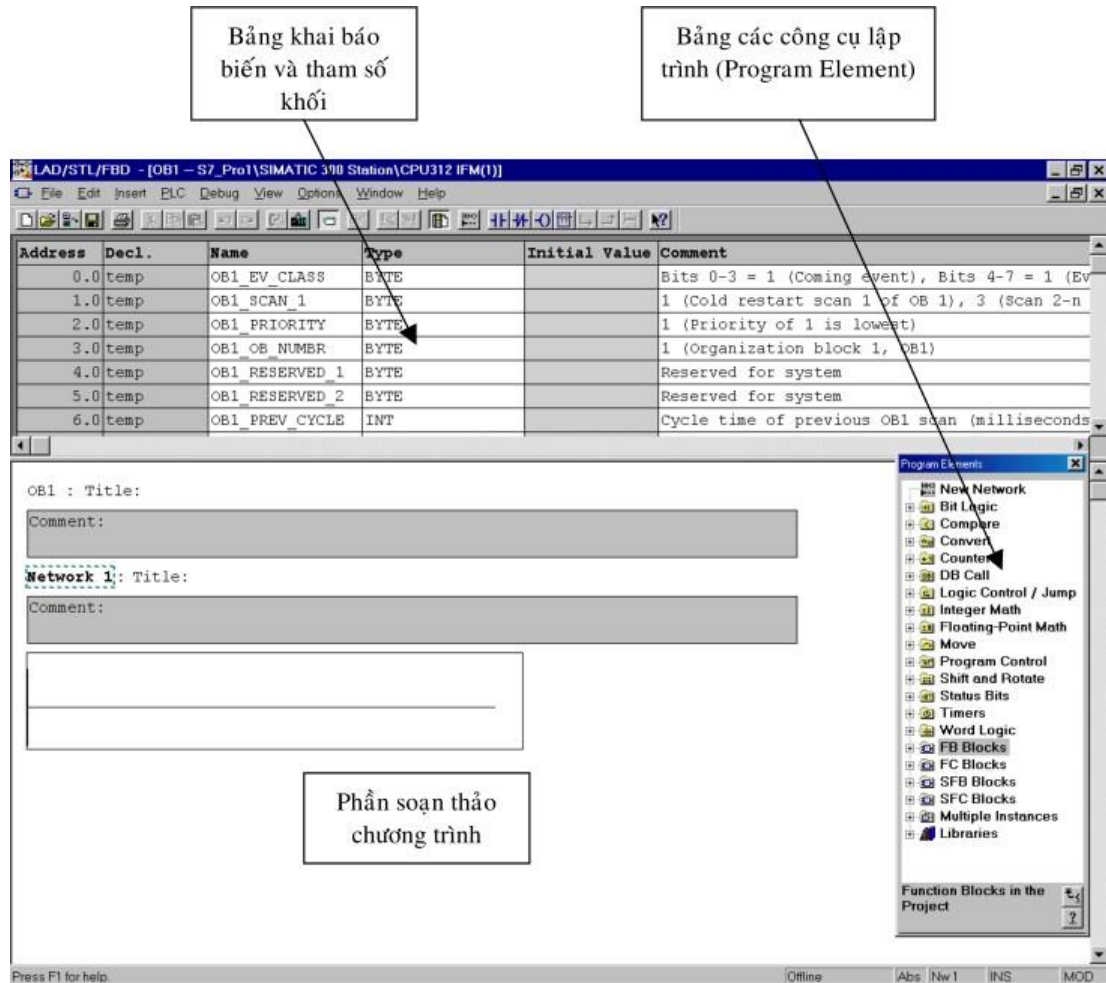 Bảng khai báo
biến và tham số
khối
Bảng các công cụ lập
trình (Program Element)
LAD/STL/FBD - [OB1 -- S7_Pro1\SIMATIC 300 Station\CPU312 IFM(1)]
File Edit Insert PLC Debug View Options Window Help
Address Decl. Name Type Initial Value Comment
0.0 temp OB1_EV_CLASS BYTE Bits 0-3 = 1 (Coming event), Bits 4-7 = 1 (Ev
1.0 temp OB1_SCAN_1 BYTE 1 (Cold restart scan 1 of OB 1), 3 (Scan 2-n
2.0 temp OB1_PRIORITY BYTE 1 (Priority of 1 is lowest)
3.0 temp OB1_OB_NUMBR BYTE 1 (Organization block 1, OB1)
4.0 temp OB1_RESERVED_1 BYTE Reserved for system
5.0 temp OB1_RESERVED_2 BYTE Reserved for system
6.0 temp OB1_PREV_CYCLE INT Cycle time of previous OB1 scan (milliseconds
OB1 : Title:
Comment:
Network 1: Title:
Comment:
Phần soạn thảo
chương trình
Program Elements
New Network
Bit Logic
Compare
Convert
Counter
DB Call
Logic Control / Jump
Integer Math
Floating-Point Math
Move
Program Control
Shift and Rotate
Status Bits
Timers
Word Logic
FB Blocks
FC Blocks
SFB Blocks
SFC Blocks
Multiple Instances
Libraries
Function Blocks in the
Project
Press F1 for help. Offline Abs Nw 1 INS MOD